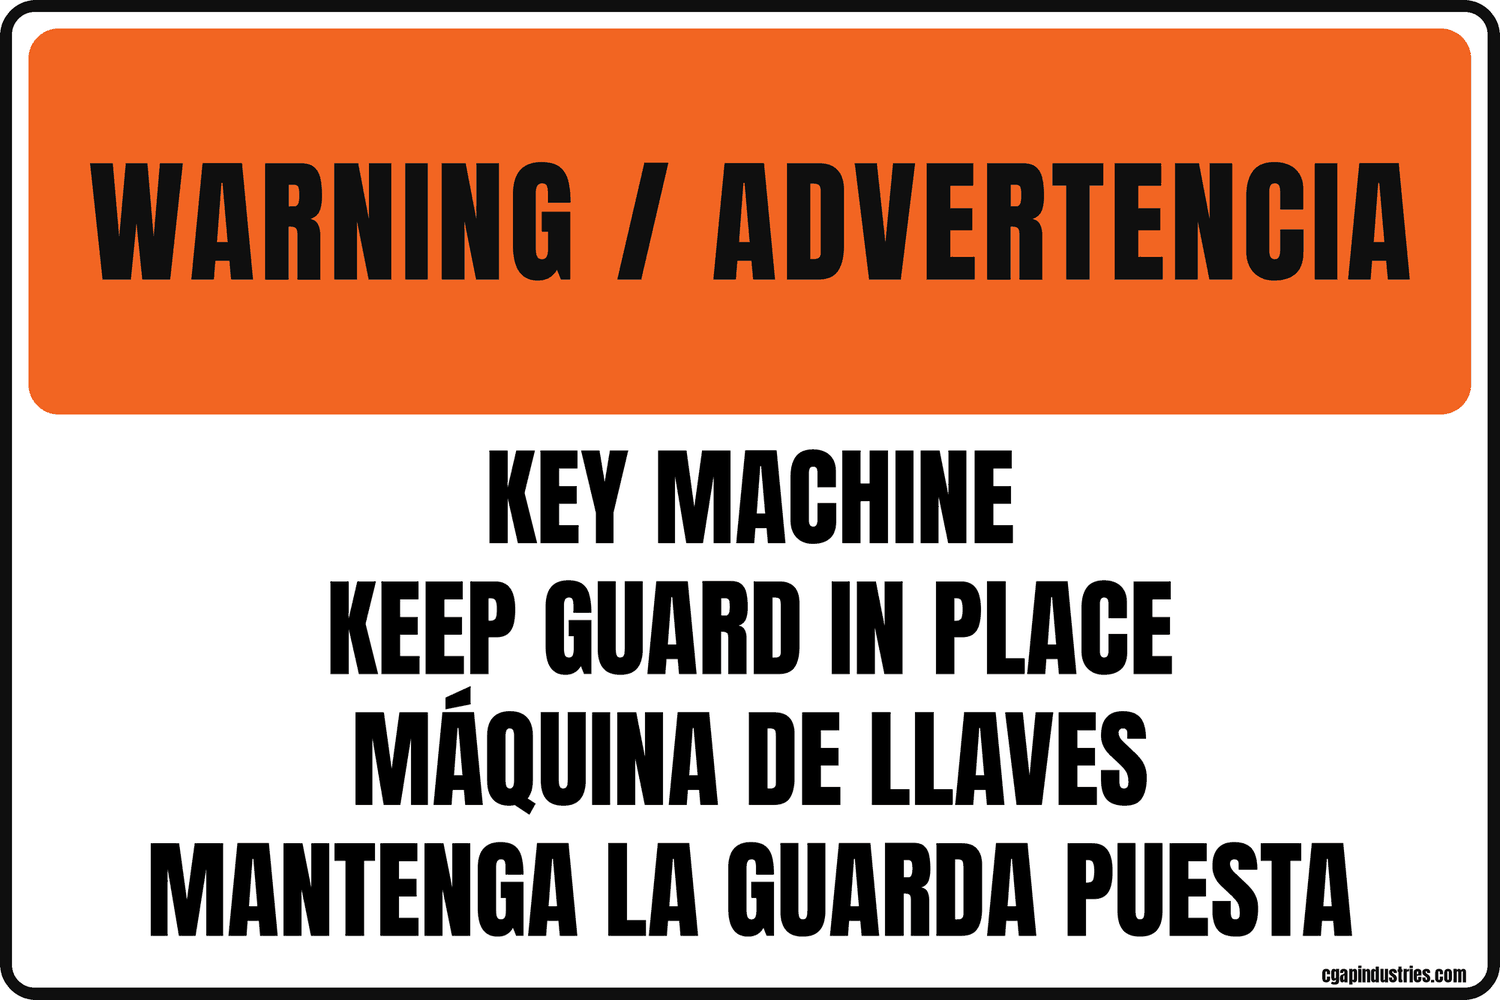 WARNING / ADVERTENCIA
KEY MACHINE
KEEP GUARD IN PLACE
MÁQUINA DE LLAVES
MANTENGA LA GUARDA PUESTA
cgapindustries.com